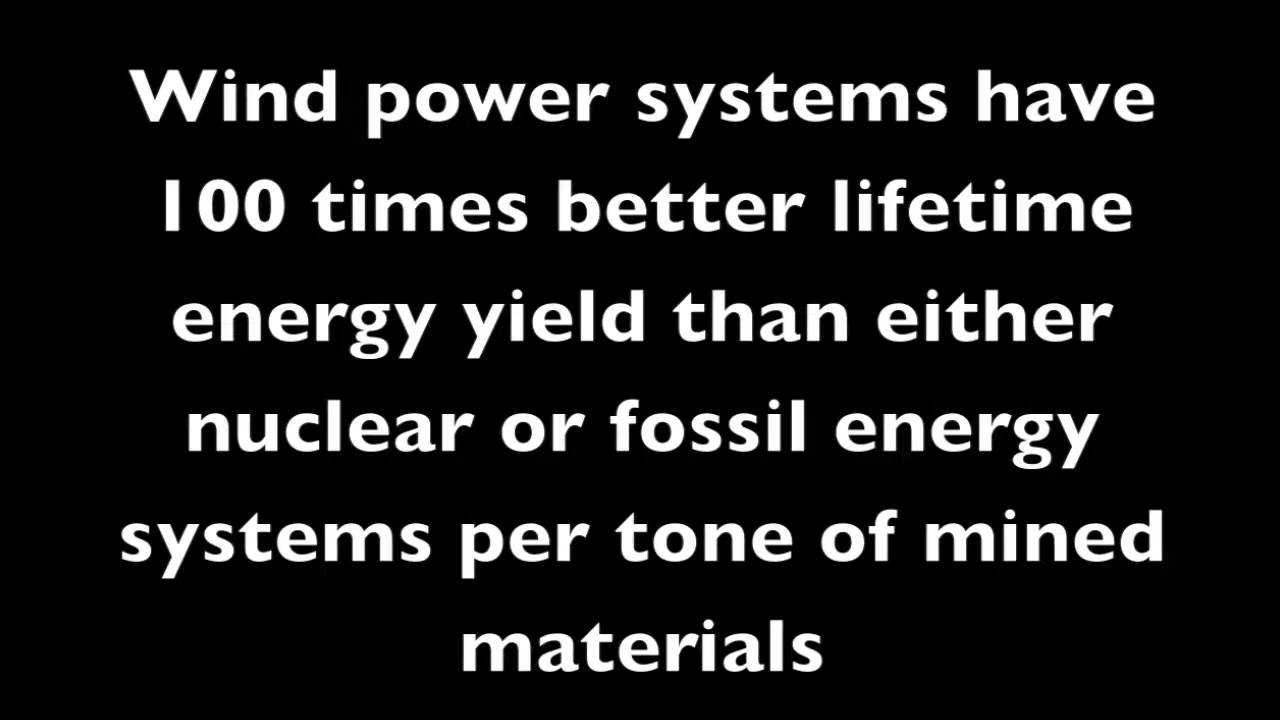 Wind power systems have
100 times better lifetime
energy yield than either
nuclear or fossil energy
systems per tone of mined
materials